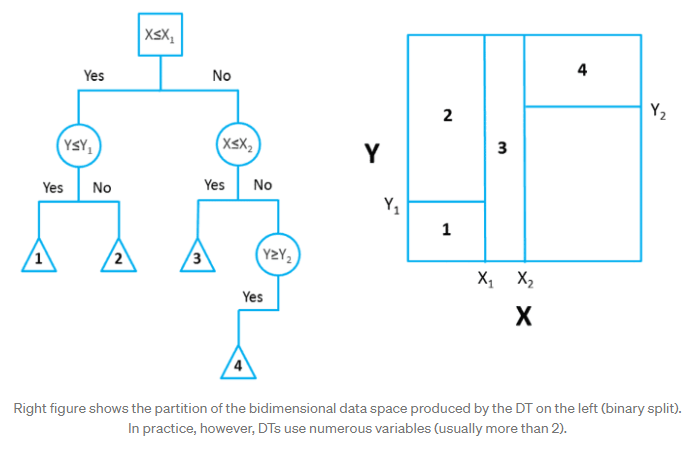 X≤X1
Yes
No
Y≤Y1
X≤X2
Yes
No
Yes
No
1
2
3
Y≥Y2
Yes
4
4
2
Y2
Y
3
Y1
1
X1
X2
X
Right figure shows the partition of the bidimensional data space produced by the DT on the left (binary split).
In practice, however, DTs use numerous variables (usually more than 2).